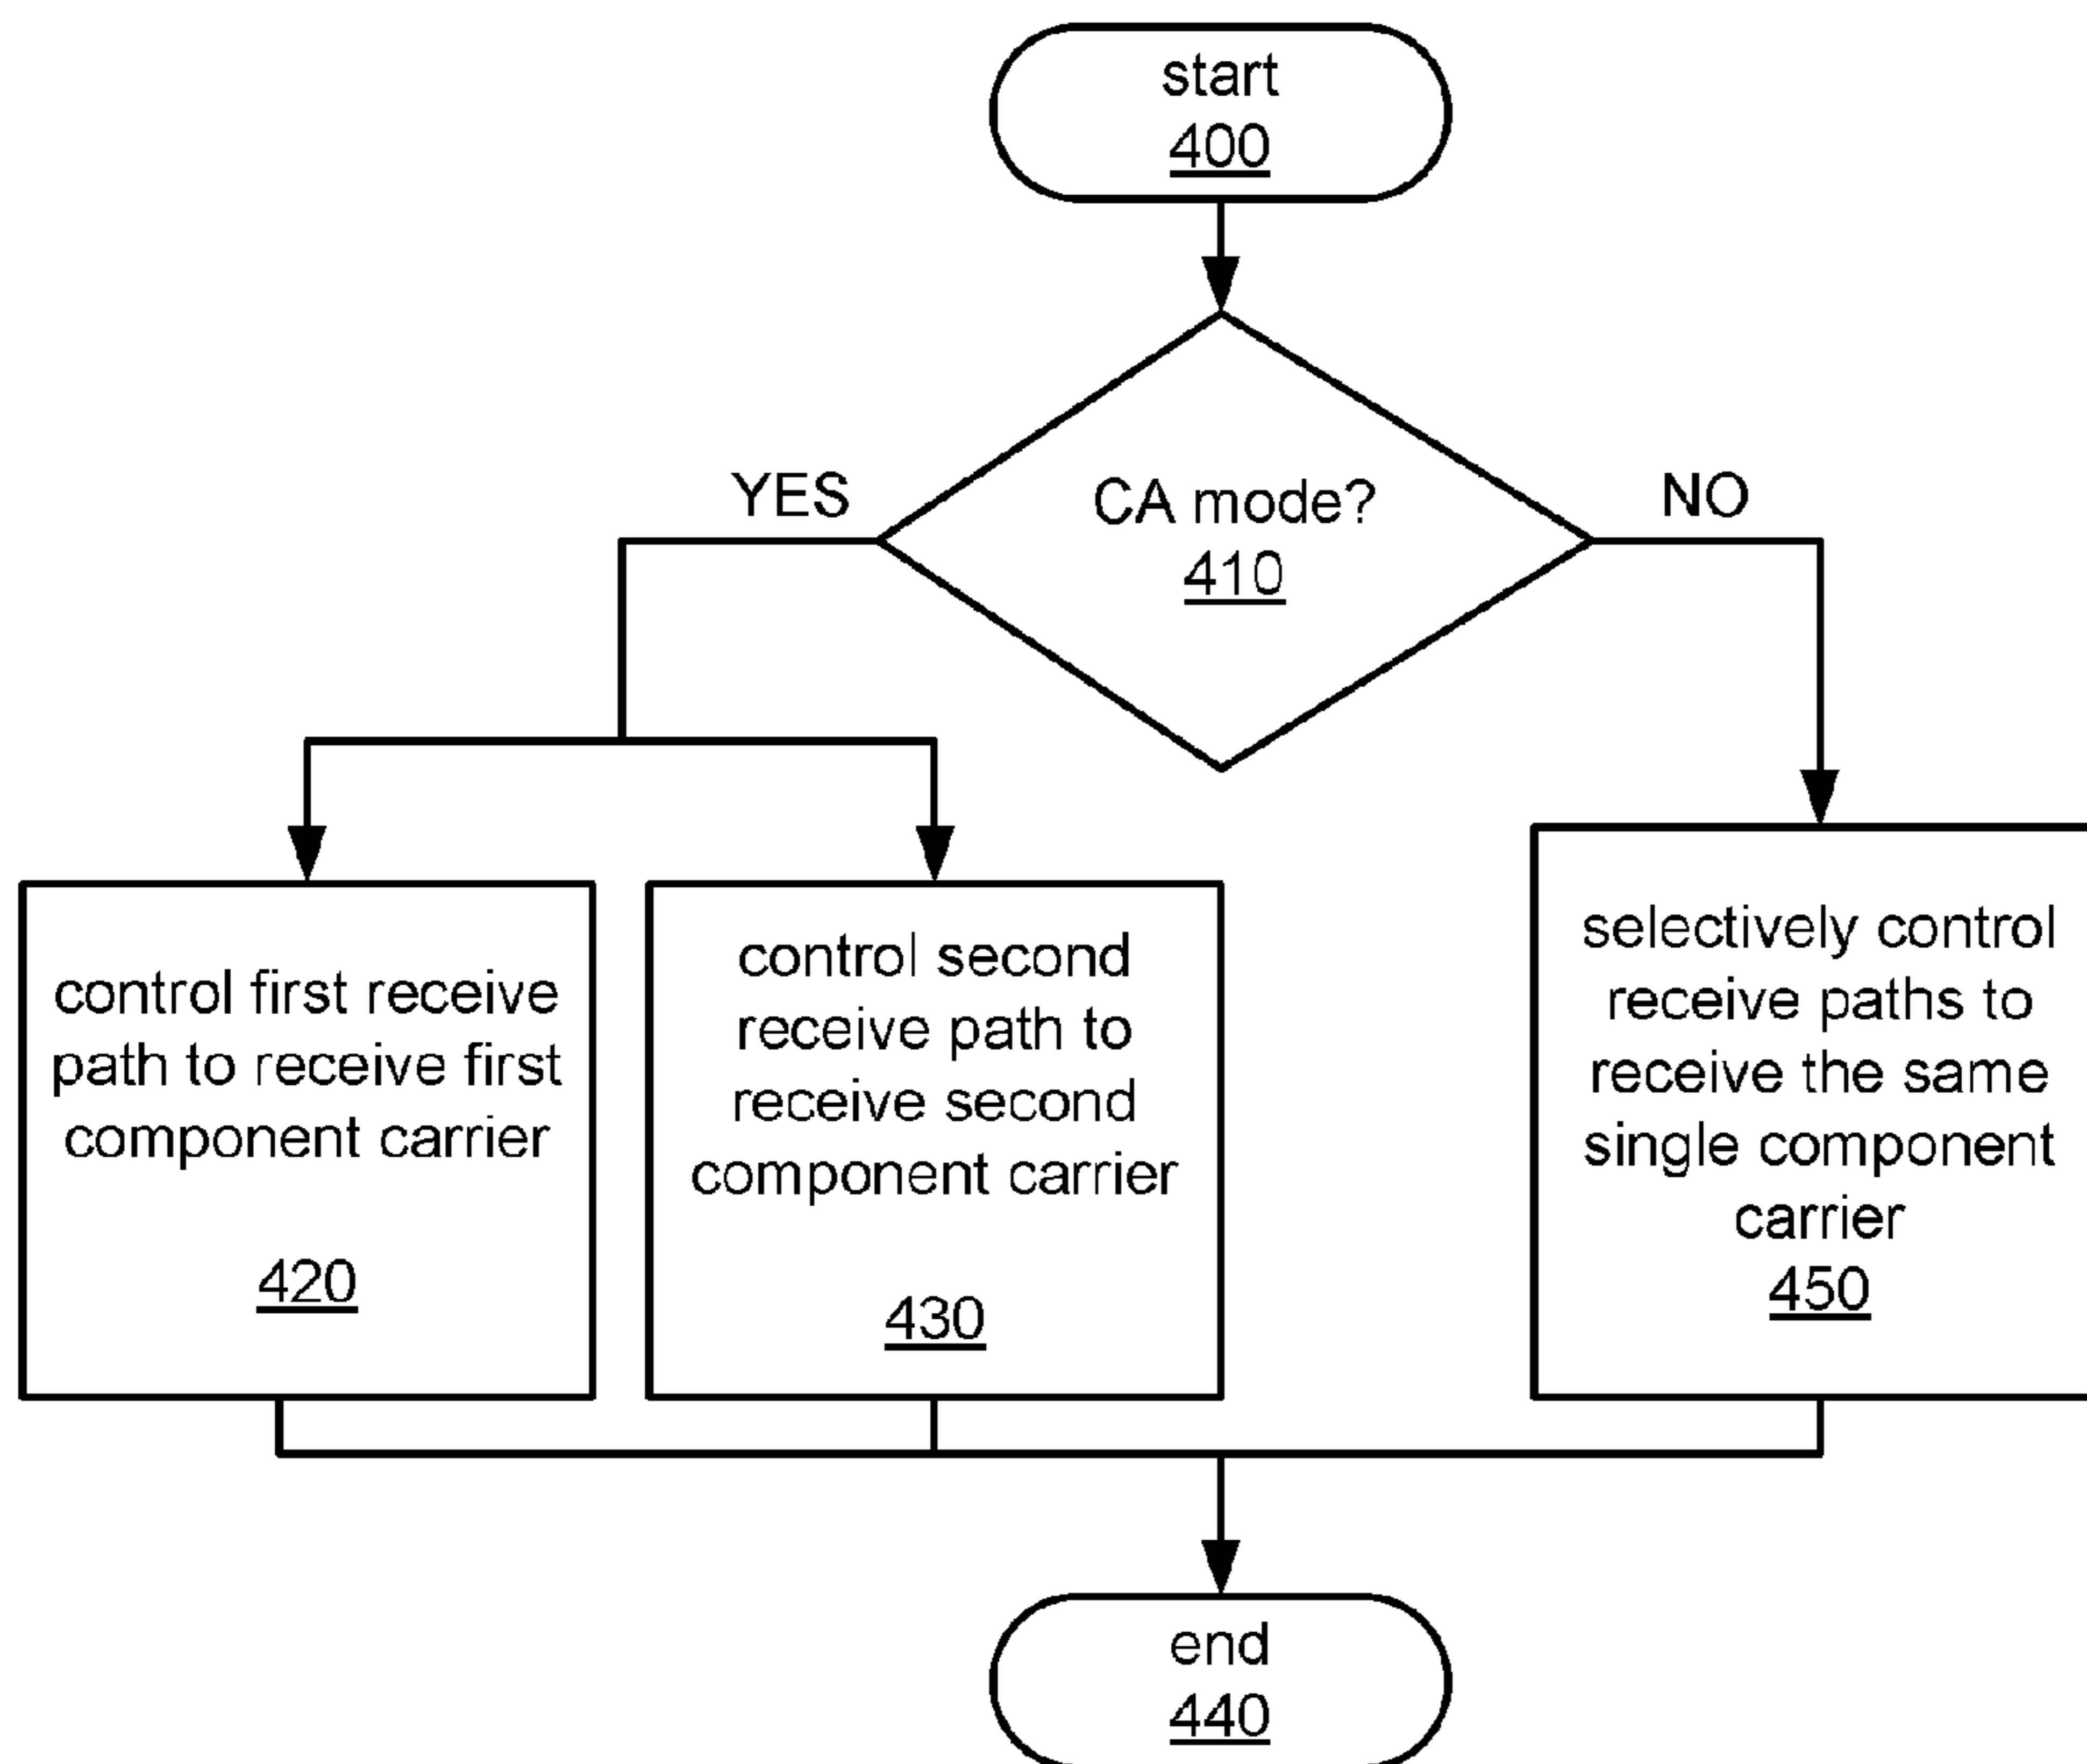 start
400
CA mode?
410
YES
NO
control first receive
path to receive first
component carrier
420
control second
receive path to
receive second
component carrier
430
selectively control
receive paths to
receive the same
single component
carrier
450
end
440